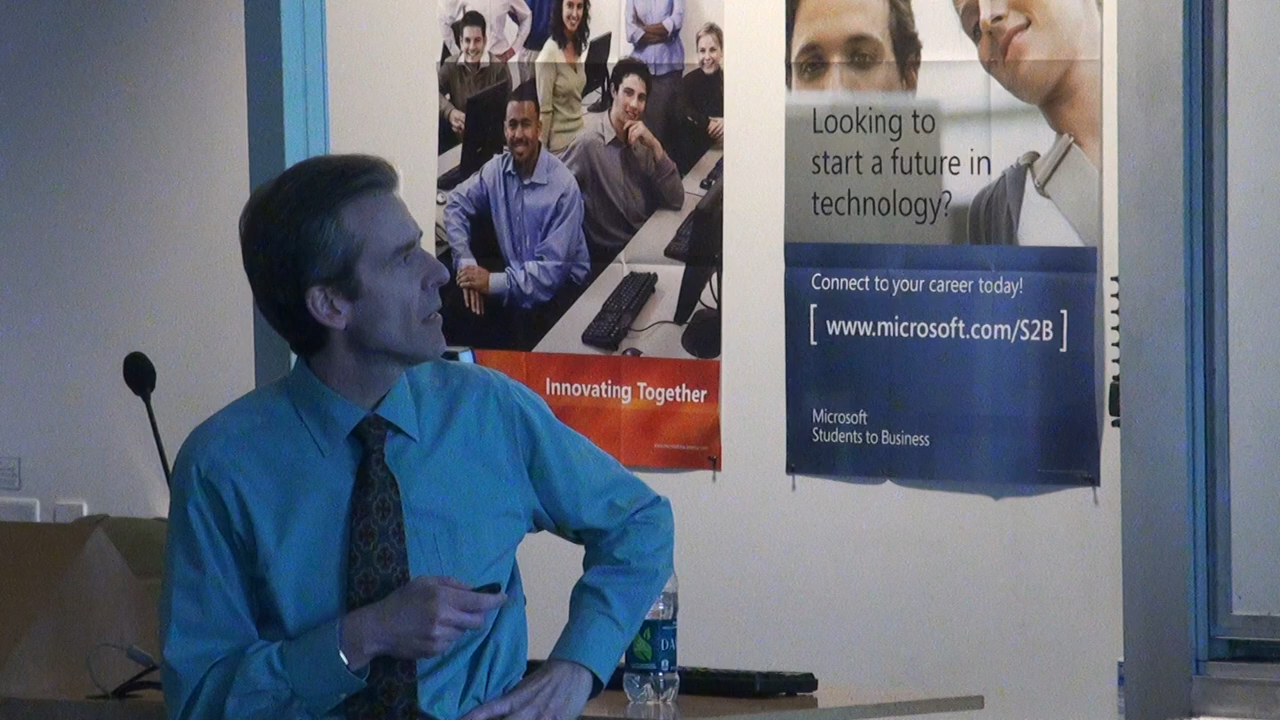 Innovating Together
Looking to
start a future in
technology?
Connect to your career today!
[ www.microsoft.com/S2B ]
Microsoft
Students to Business
DA